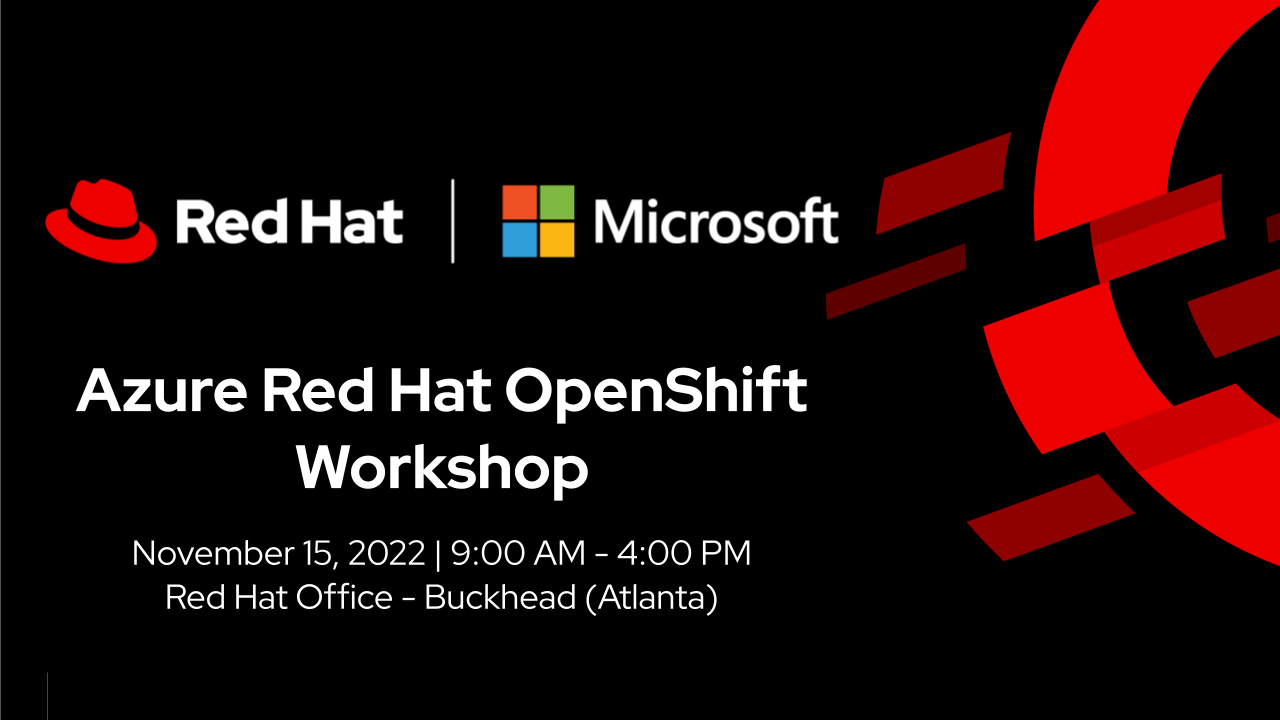 Red Hat | Microsoft
Azure Red Hat OpenShift
Workshop
November 15, 2022 | 9:00 AM - 4:00 PM
Red Hat Office - Buckhead (Atlanta)